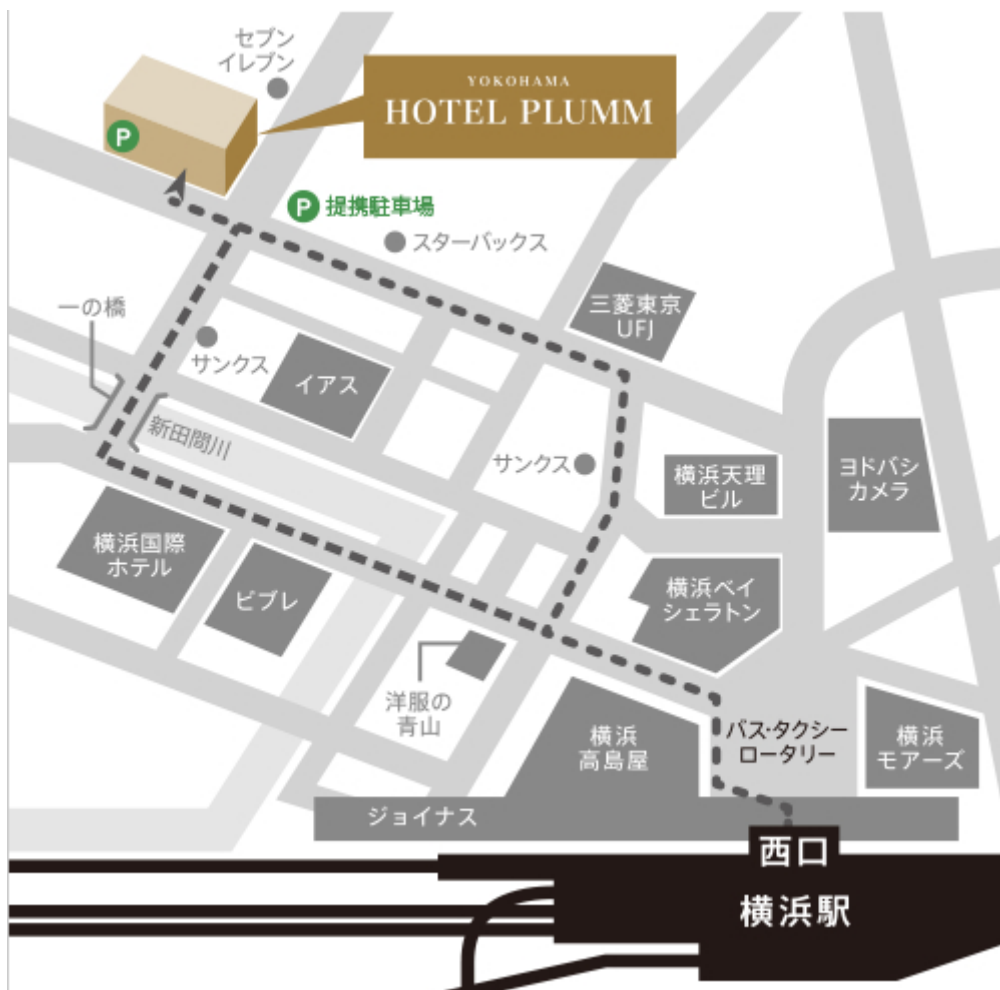 セブン
イレブン
YOKOHAMA
HOTEL PLUMM
P
P 提携駐車場
スターバックス
三菱東京
UFJ
一の橋
サンクス
イアス
新田間川
サンクス
横浜天理
ビル
ヨドバシ
カメラ
横浜国際
ホテル
ビブレ
横浜ベイ
シェラトン
洋服の
青山
横浜
高島屋
バス・タクシー
ロータリー
横浜
モアーズ
ジョイナス
西口
横浜駅